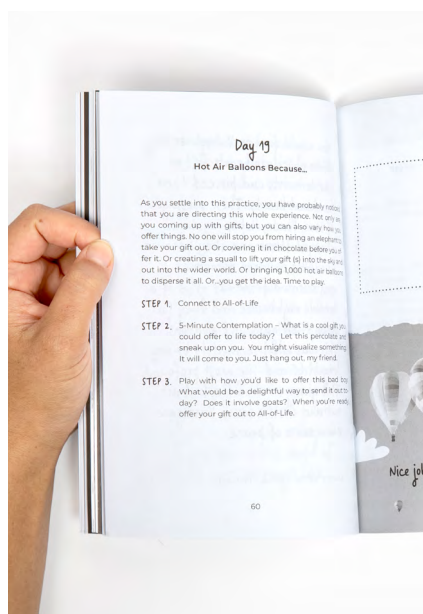 Day 19
Hot Air Balloons Because...
As you settle into this practice, you have probably noticed
that you are directing this whole experience. Not only are
you coming up with gifts, but you can also vary how you
offer things. No one will stop you from hiring an elephant to
take your gift out. Or covering it in chocolate before you of
fer it. Or creating a squall to lift your gift (s) into the sky and
out into the wider world. Or bringing 1,000 hot air balloons
to disperse it all. Or...you get the idea. Time to play.
STEP 1. Connect to All-of-Life
STEP 2. 5-Minute Contemplation - What is a cool gift you
could offer to life today? Let this percolate and
sneak up on you. You might visualize something.
It will come to you. Just hang out, my friend.
STEP 3. Play with how you'd like to offer this bad boy.
What would be a delightful way to send it out to
day? Does it involve goats? When you're ready,
offer your gift out to All-of-Life.
60
Nice